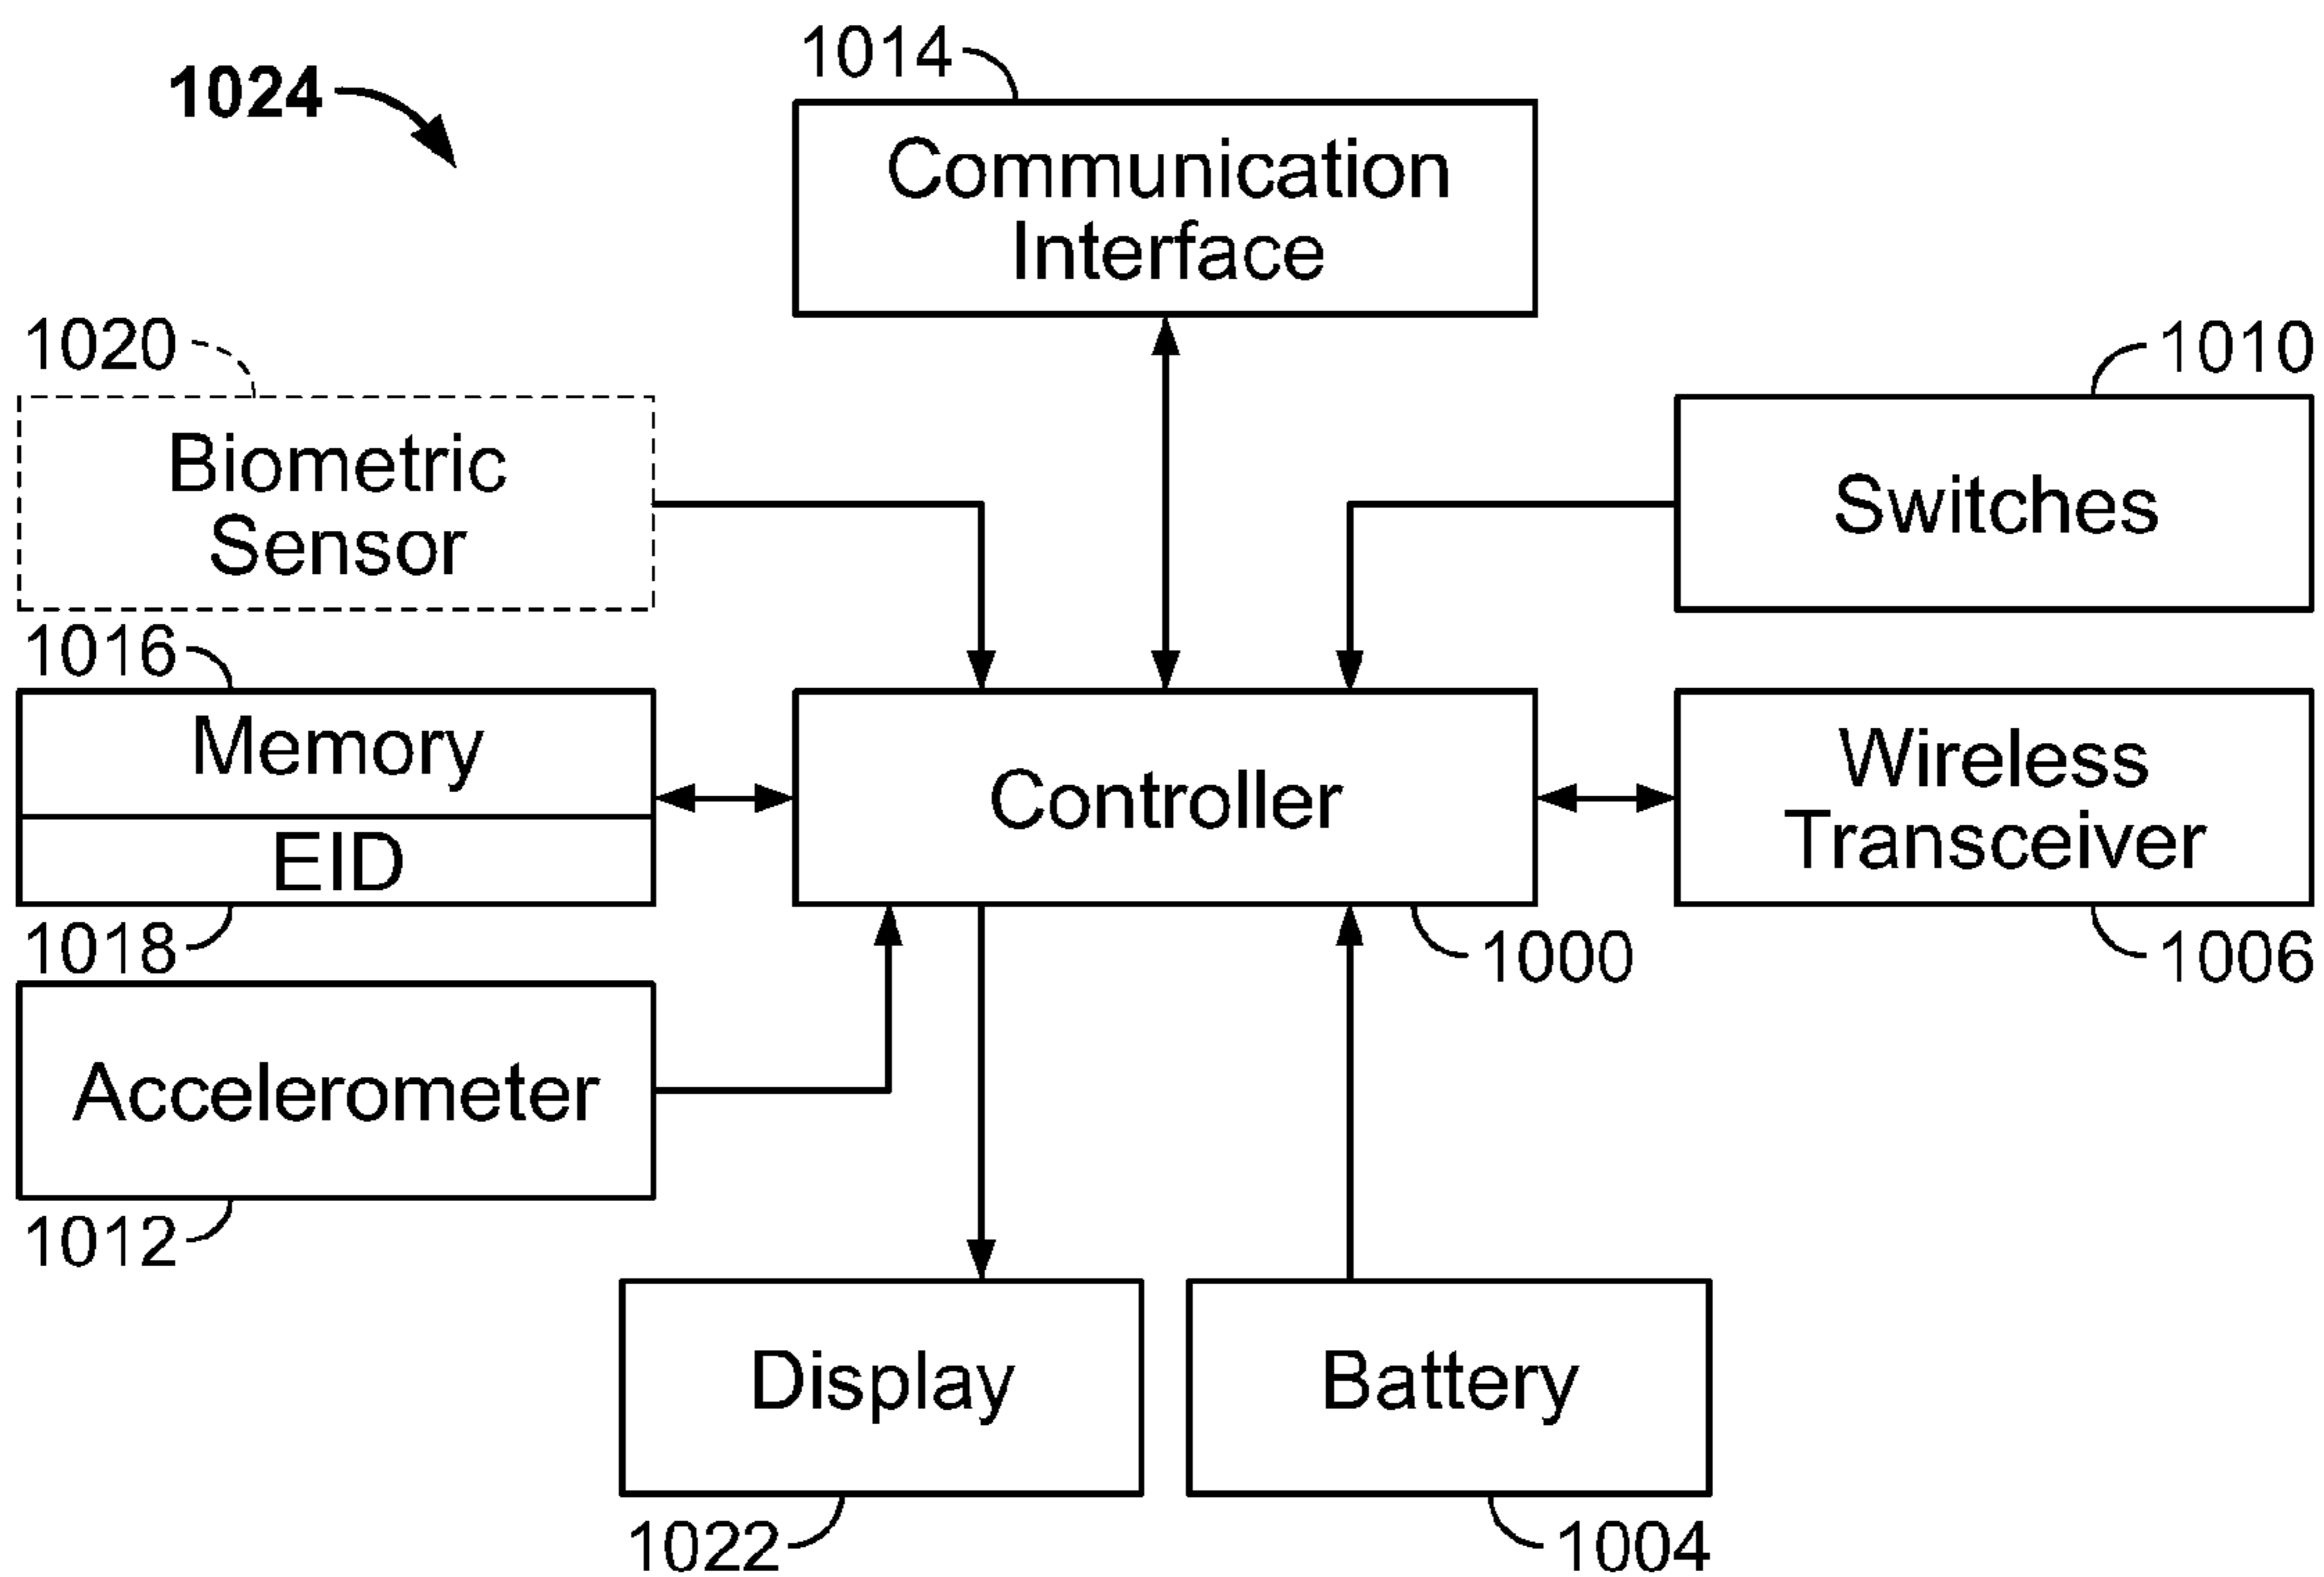 1014
1024
Communication
Interface
1020
1010
Biometric
Sensor
Switches
1016
Memory
EID
Controller
Wireless
Transceiver
1018
1000
1006
Accelerometer
1012
Display
Battery
1022
1004